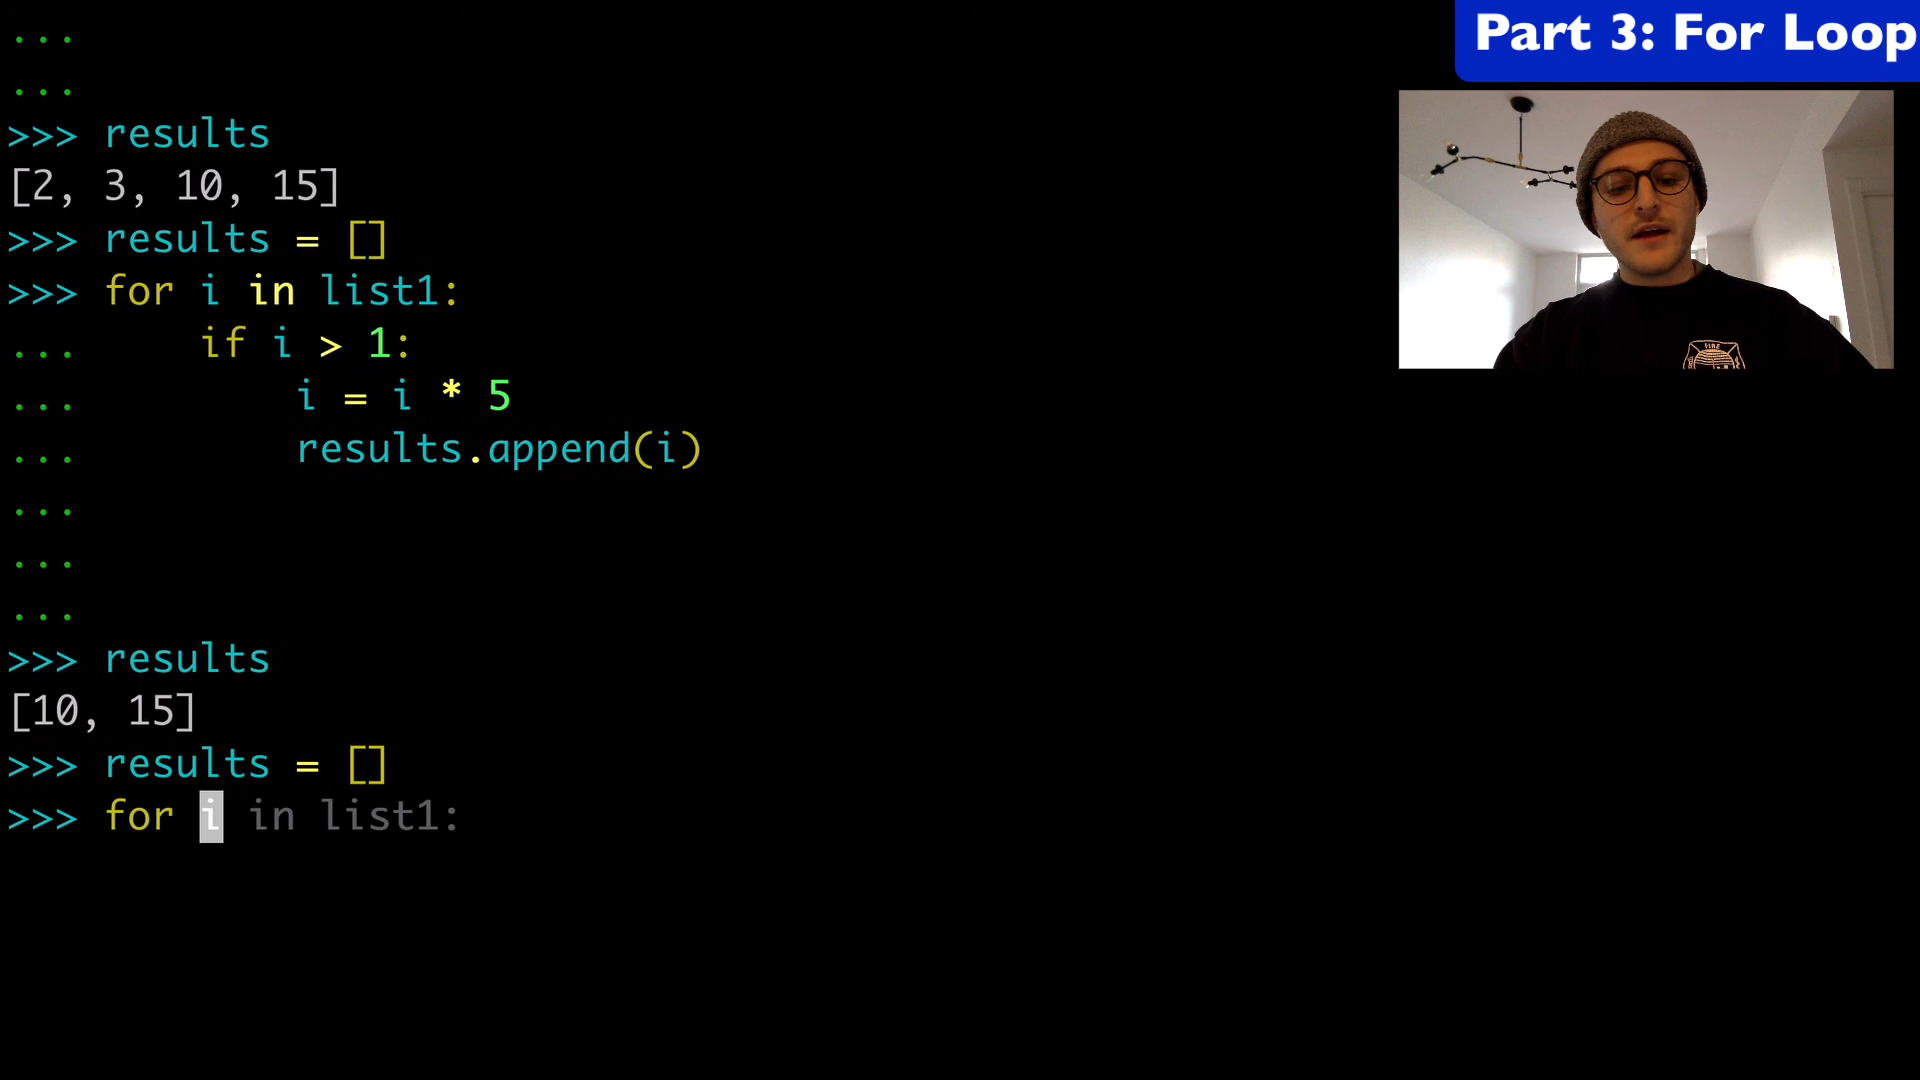 ...
...
>>> results
[2, 3, 10, 15]
>>> results = []
>>> for i in list1:
...     if i > 1:
...         i = i * 5
...         results.append(i)
...
...
...
>>> results
[10, 15]
>>> results = []
>>> for i in list1:
Part 3: For Loop
FIRE